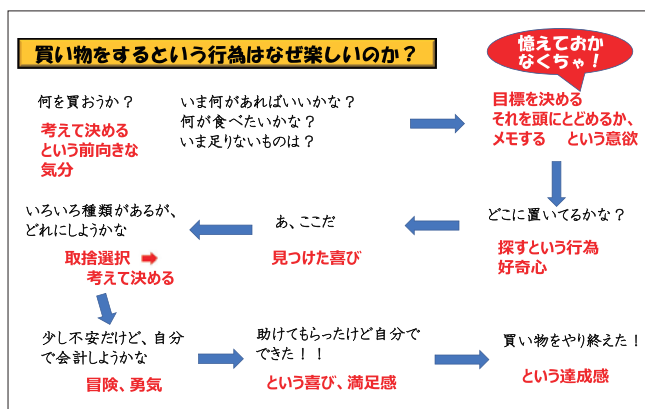 買い物をするという行為はなぜ楽しいのか？
憶えておか
なくちゃ！
何を買おうか？
考えて決める
という前向きな
気分
いま何があればいいかな？
何が食べたいかな？
いま足りないものは？
目標を決める
それを頭にとどめるか、
メモする　という意欲
どこに置いてるかな？
探すという行為
好奇心
あ、ここだ
見つけた喜び
いろいろ種類があるが、
どれにしようかな
取捨選択 ➡
考えて決める
少し不安だけど、自分
で会計しようかな
冒険、勇気
助けてもらったけど自分で
できた！！
という喜び、満足感
買い物をやり終えた！
という達成感